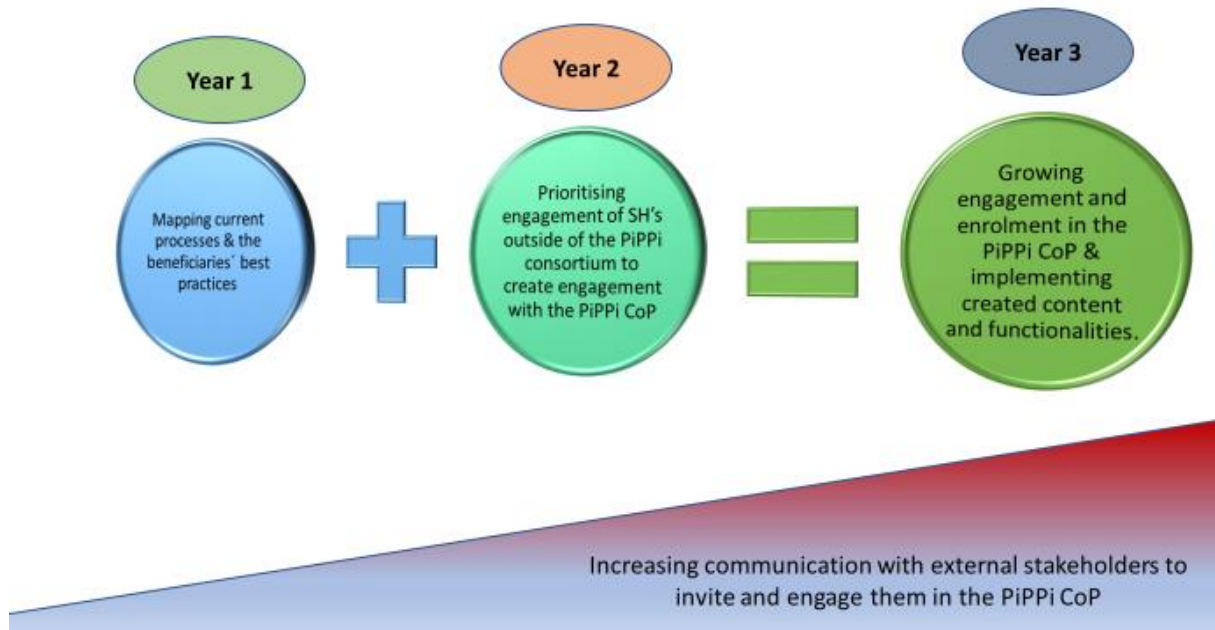 Year 1
Year 2
Year 3
Mapping current
processes & the
beneficiaries´ best
practices
Prioritising
engagement of SH's
outside of the PiPPi
consortium to
create engagement
with the PiPPi CoP
Growing
engagement and
enrolment in the
PiPPi CoP &
implementing
created content
and functionalities.
Increasing communication with external stakeholders to
invite and engage them in the PiPPi CoP